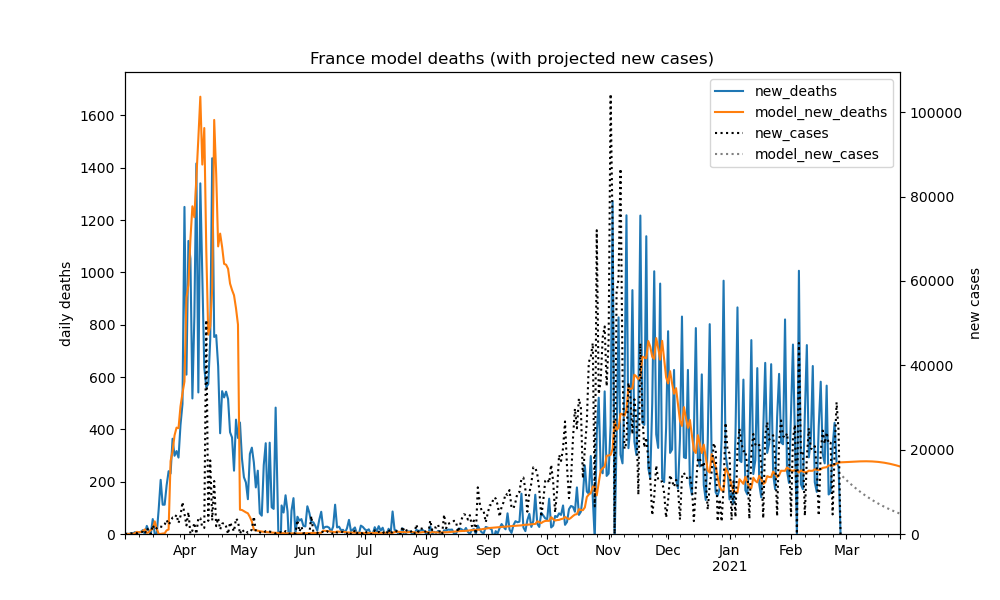 France model deaths (with projected new cases)
new_deaths
model_new_deaths
new_cases
model_new_cases
1600
1400
1200
1000
800
600
400
200
0
daily deaths
100000
80000
60000
40000
20000
0
new cases
Apr May Jun Jul Aug Sep Oct Nov Dec Jan Feb Mar
2021